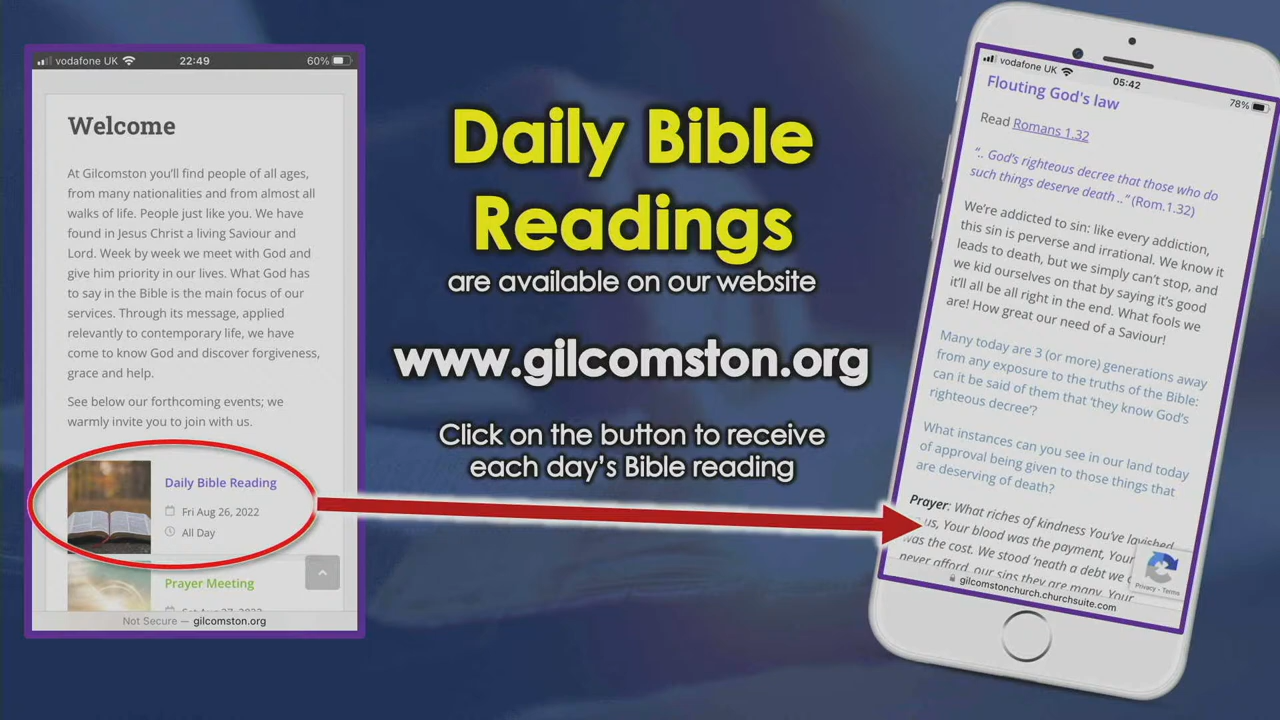 vodafone UK 22:49 60%
Welcome
At Gilcomston you'll find people of all ages,
from many nationalities and from almost all
walks of life. People just like you. We have
found in Jesus Christ a living Saviour and
Lord. Week by week we meet with God and
give him priority in our lives. What God has
to say in the Bible is the main focus of our
services. Through its message, applied
relevantly to contemporary life, we have
come to know God and discover forgiveness,
grace and help.
See below our forthcoming events; we
warmly invite you to join with us.
Daily Bible Reading
Fri Aug 26, 2022
All Day
Prayer Meeting
Sat Aug 27, 2022
Not Secure — gilcomston.org
Daily Bible
Readings
are available on our website
www.gilcomston.org
Click on the button to receive
each day's Bible reading
vodafone UK 05:42 78%
Flouting God's law
Read Romans 1.32
".. God's righteous decree that those who do
such things deserve death .." (Rom.1.32)
We're addicted to sin: like every addiction,
this sin is perverse and irrational. We know it
leads to death, but we simply can't stop, and
we kid ourselves on that by saying it's good
it'll all be all right in the end. What fools we
are! How great our need of a Saviour!
Many today are 3 (or more) generations away
from any exposure to the truths of the Bible:
can it be said of them that 'they know God's
righteous decree'?
What instances can you see in our land today
of approval being given to those things that
are deserving of death?
Prayer: What riches of kindness You've lavished
us, Your blood was the payment, Your
was the cost. We stood 'neath a debt we
never afford, our sins they are many, Your
Privacy - Terms
gilcomstonchurch.churchsuite.com